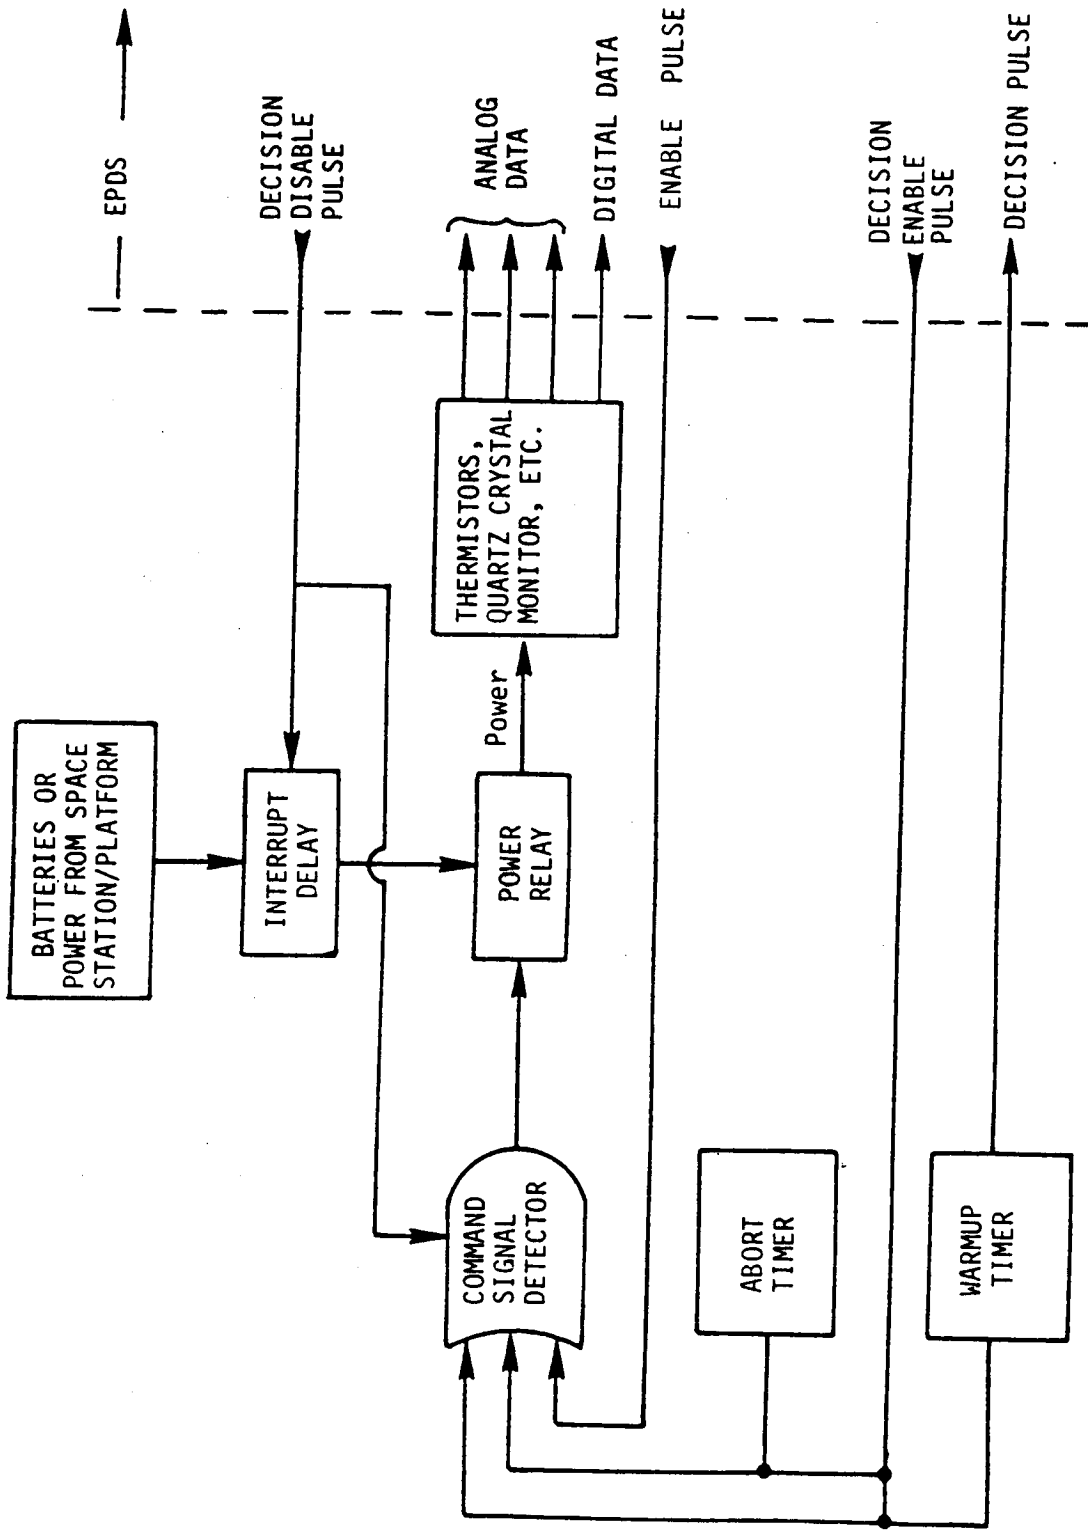 EPDS
BATTERIES OR
POWER FROM SPACE
STATION/PLATFORM
DECISION
DISABLE
PULSE
INTERRUPT
DELAY
COMMAND
SIGNAL
DETECTOR
POWER
RELAY
Power
THERMISTORS,
QUARTZ CRYSTAL
MONITOR, ETC.
ANALOG
DATA
DIGITAL DATA
ENABLE PULSE
ABORT
TIMER
DECISION
ENABLE
PULSE
WARMUP
TIMER
DECISION PULSE